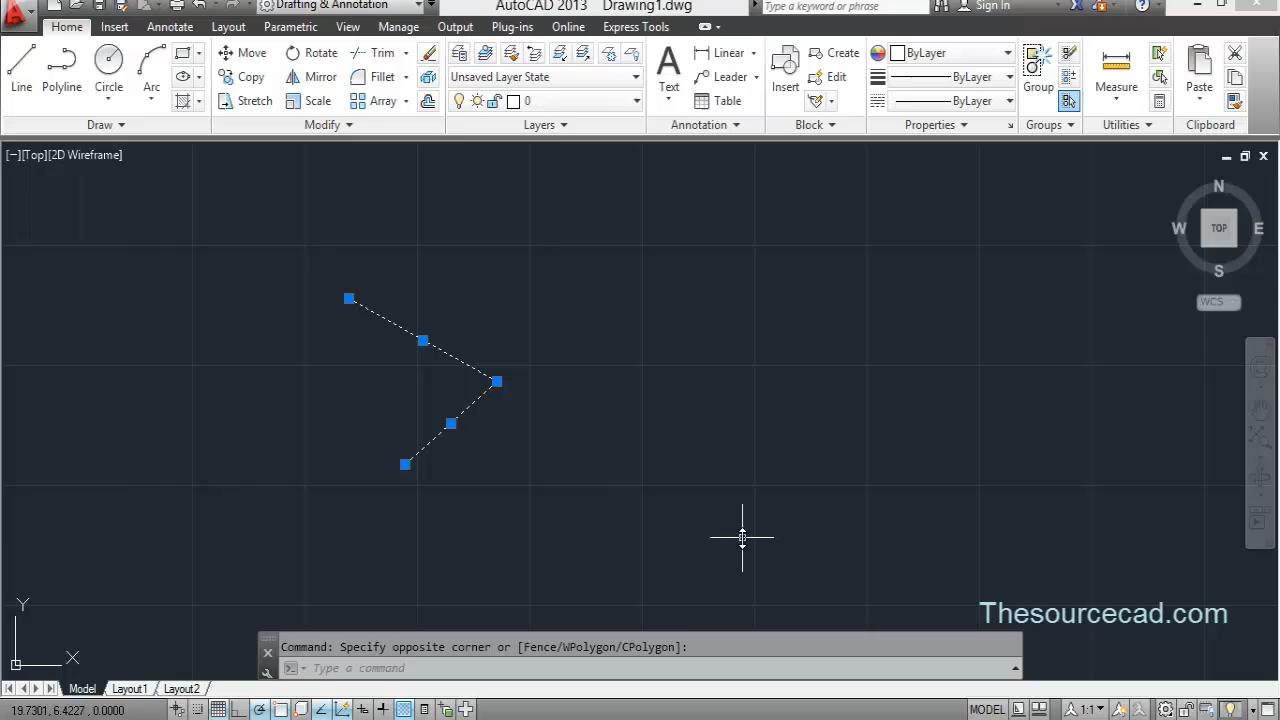 Drafting & Annotation
AutoCAD 2013 Drawing1.dwg
Type a keyword or phrase
Sign In
Home Insert Annotate Layout Parametric View Manage Output Plug-ins Online Express Tools
Line Polyline Circle Arc
Move Rotate Trim
Copy Mirror Fillet
Stretch Scale Array
Unsaved Layer State
0
Text
Linear
Leader
Table
Insert
Create
Edit
ByLayer
ByLayer
ByLayer
Group
Measure
Paste
Draw Modify Layers Annotation Block Properties Groups Utilities Clipboard
[−][Top][2D Wireframe]
N
W TOP E
S
WCS
Y
X
Thesourcecad.com
Command: Specify opposite corner or [Fence/WPolygon/CPolygon]:
Type a command
Model Layout1 Layout2
19.7301, 6.4227, 0.0000
MODEL
1:1